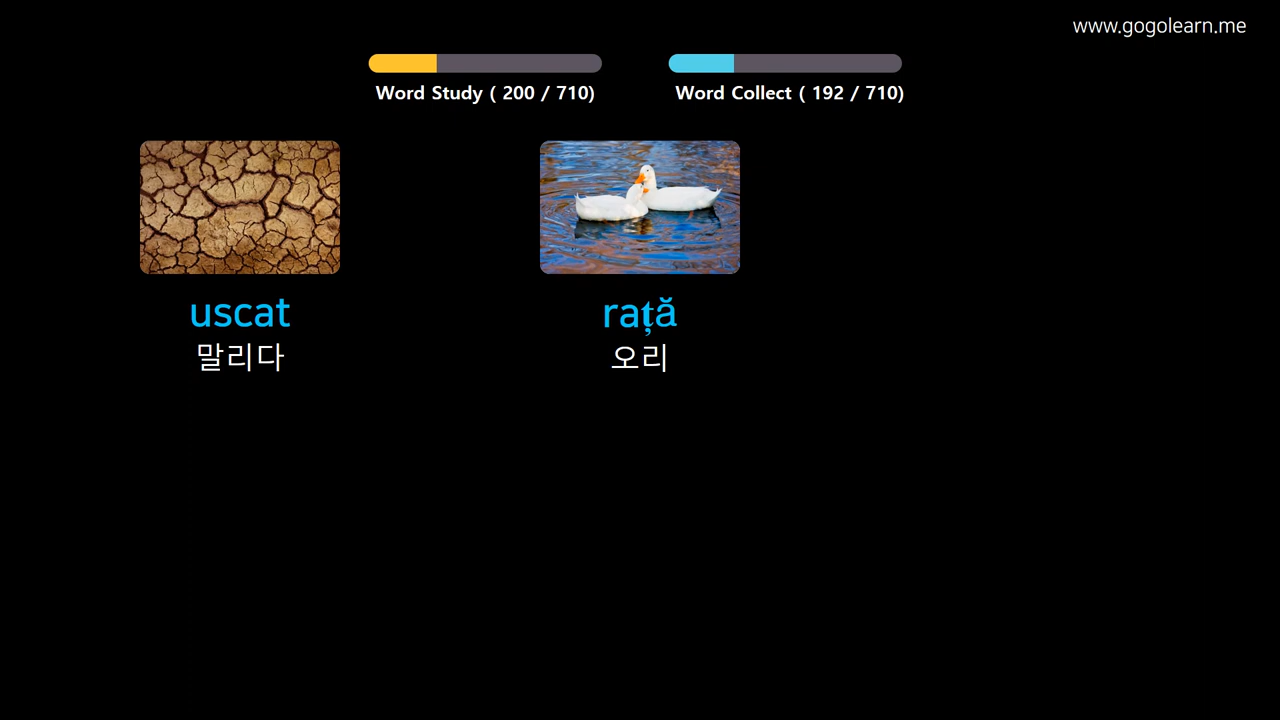 www.gogolearn.me
Word Study ( 200 / 710)
Word Collect ( 192 / 710)
uscat
말리다
rață
오리